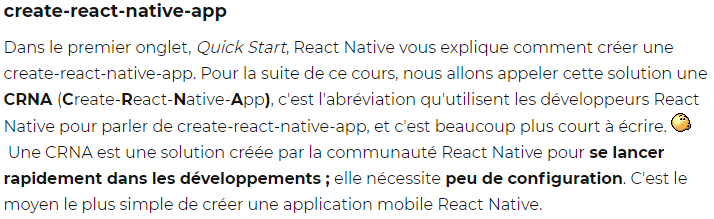 create-react-native-app
Dans le premier onglet, Quick Start, React Native vous explique comment créer une
create-react-native-app. Pour la suite de ce cours, nous allons appeler cette solution une
CRNA (Create-React-Native-App), c'est l'abréviation qu'utilisent les développeurs React
Native pour parler de create-react-native-app, et c'est beaucoup plus court à écrire.
Une CRNA est une solution créée par la communauté React Native pour se lancer
rapidement dans les développements ; elle nécessite peu de configuration. C'est le
moyen le plus simple de créer une application mobile React Native.